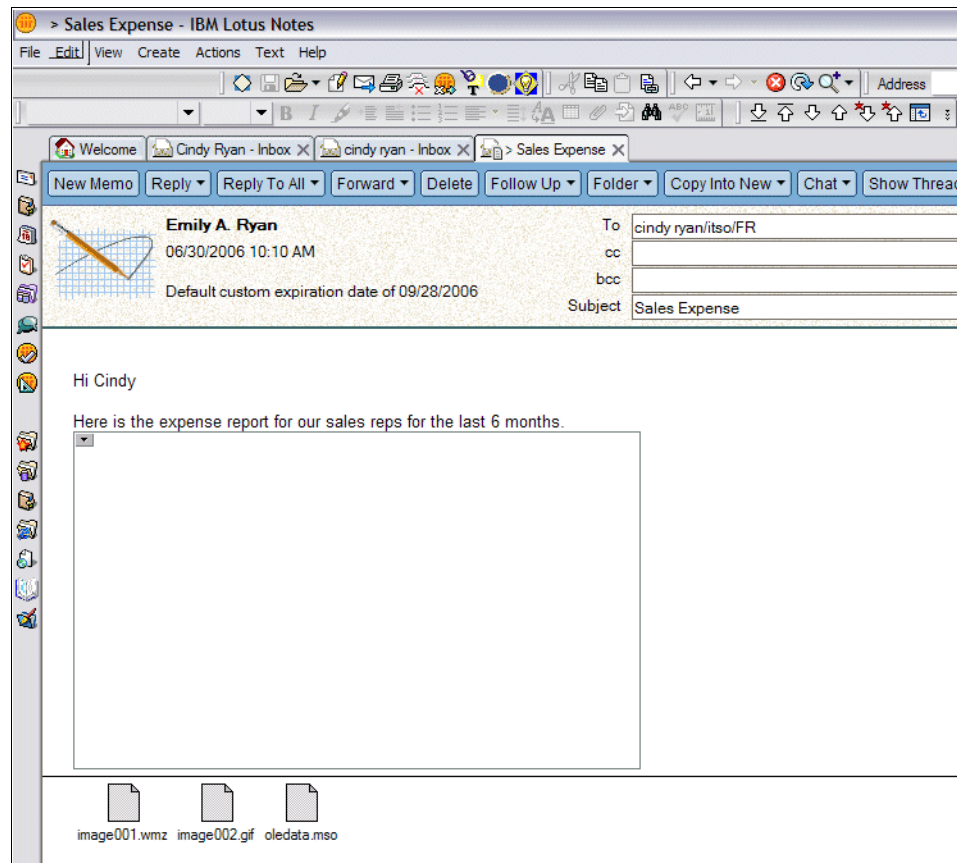 > Sales Expense - IBM Lotus Notes
File Edit View Create Actions Text Help
Address
B I
Welcome Cindy Ryan - Inbox cindy ryan - Inbox > Sales Expense
New Memo Reply Reply To All Forward Delete Follow Up Folder Copy Into New Chat Show Threa
Emily A. Ryan To cindy ryan/itso/FR
06/30/2006 10:10 AM cc
bcc
Default custom expiration date of 09/28/2006
Subject Sales Expense
Hi Cindy
Here is the expense report for our sales reps for the last 6 months.
image001.wmz image002.gif oledata.mso